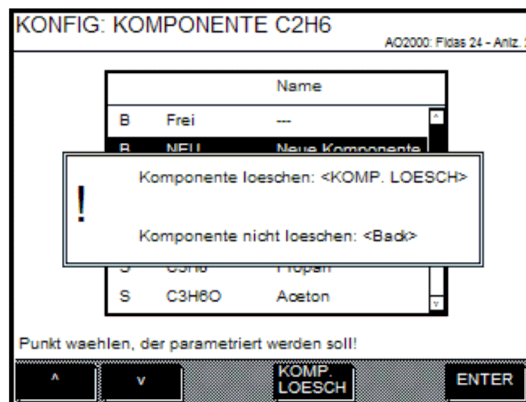 KONFIG: KOMPONENTE C2H6
AO2000: Fidas 24 - Anlz.
Name
B Frei ---
B NEU Neue Komponente
Komponente loeschen: <KOMP. LOESCH>
!
Komponente nicht loeschen: <Back>
S C3H8 Propan
S C3H6O Aceton
Punkt waehlen, der parametriert werden soll!
^ v KOMP. LOESCH ENTER